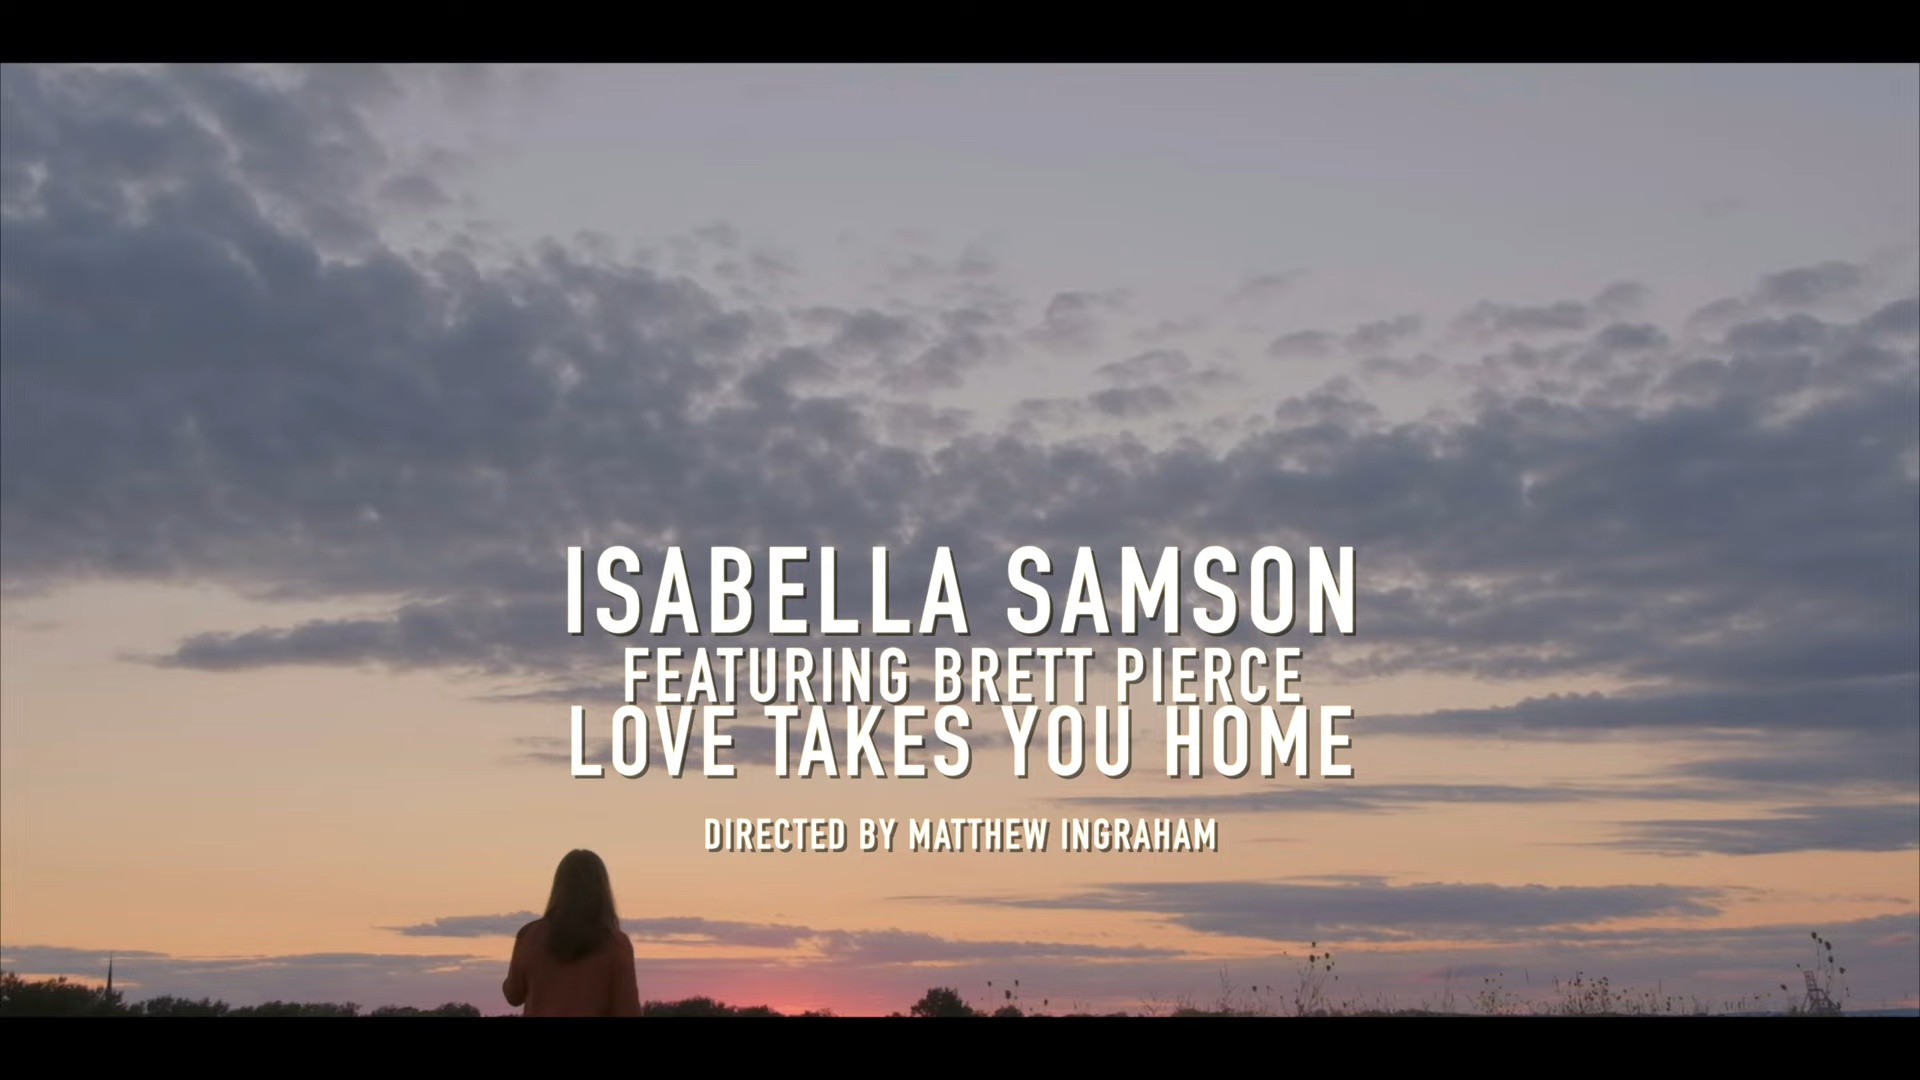 ISABELLA SAMSON
FEATURING BRETT PIERCE
LOVE TAKES YOU HOME
DIRECTED BY MATTHEW INGRAHAM